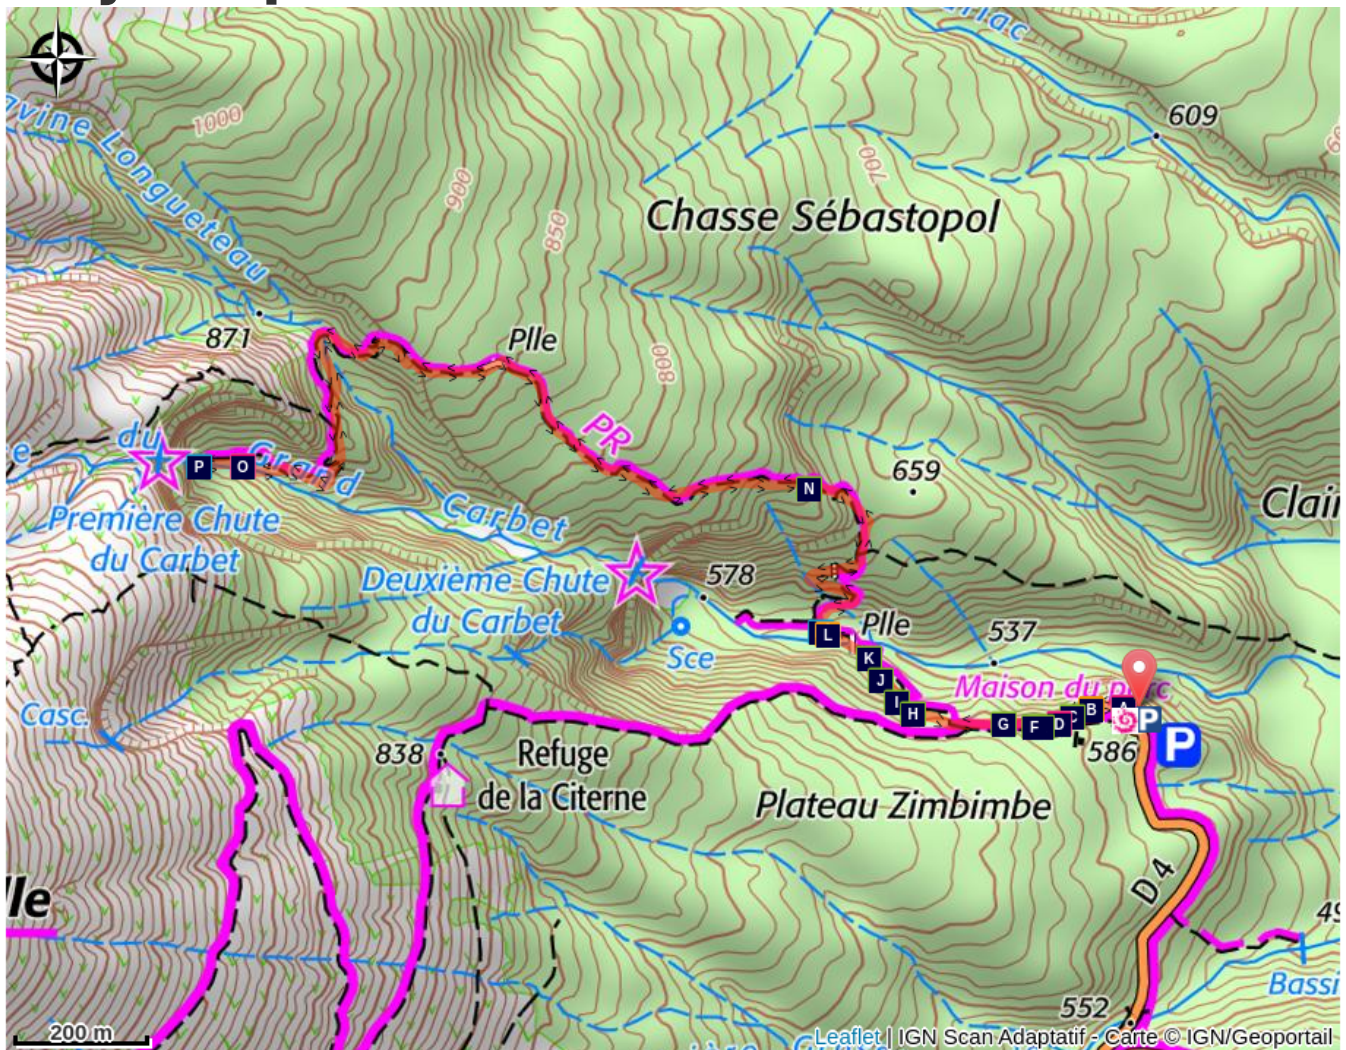 609
1000
900
700
Chasse Sébastopol
850
Longueteau
871
Plle
800
PR
659
du
P
O
Grand
N
Clair
Première Chute
du Carbet
Carbet
Deuxième Chute
du Carbet
578
Sce
L
Plle
537
K
J
I
H
Maison du parc
G
F
D
C
B
A
P
P
586
Casc.
838
Refuge
de la Citerne
Plateau Zimbimbe
D 4
lle
49
Bassi
552
200 m
Leaflet | IGN Scan Adaptatif - Carte © IGN/Geoportail